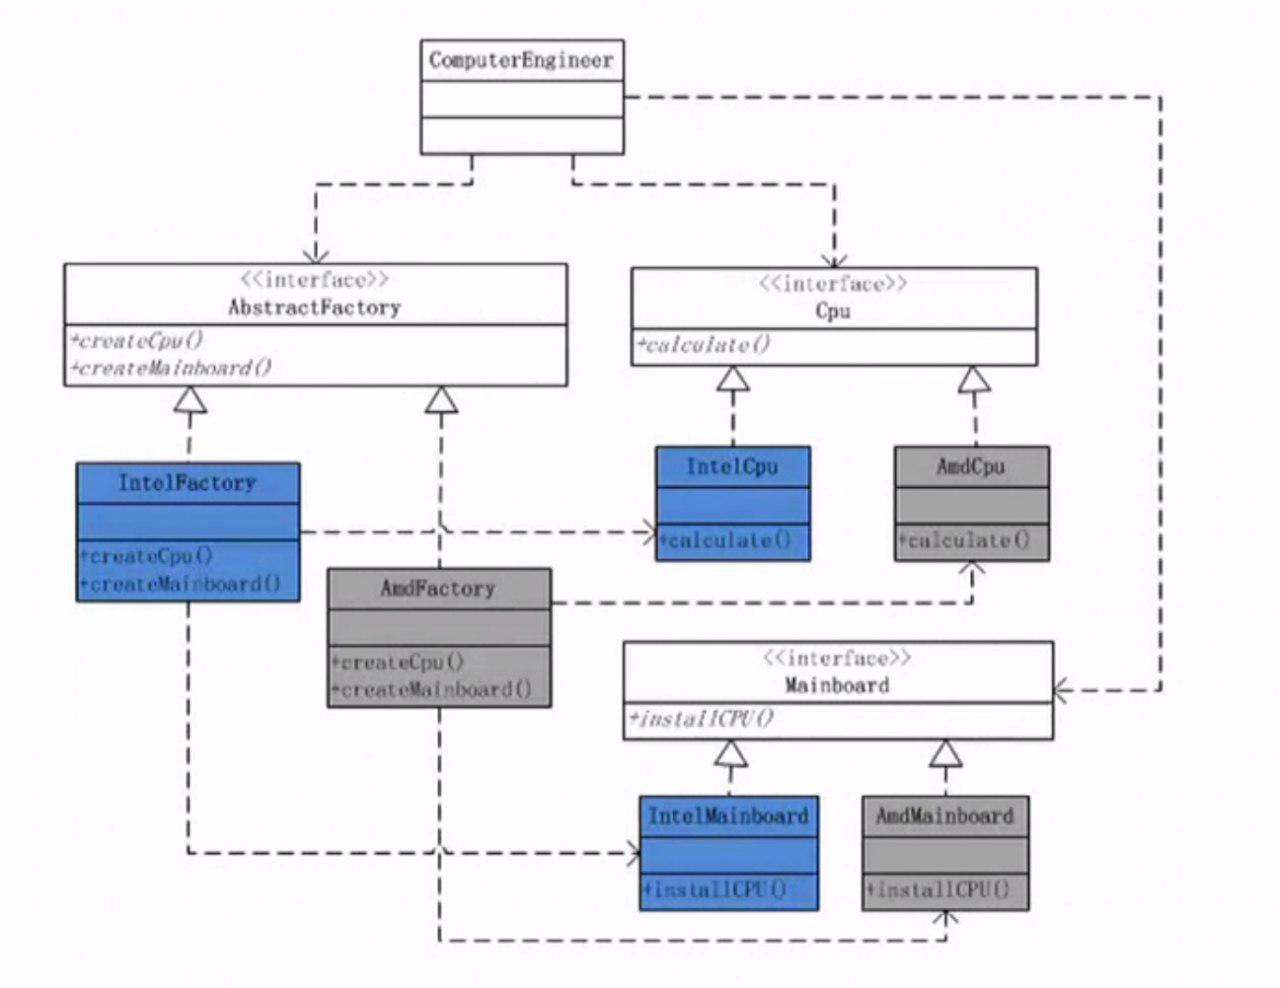 ComputerEngineer
<<interface>>
AbstractFactory
+createCpu()
+createMainboard()
<<interface>>
Cpu
+calculate()
IntelFactory
+createCpu()
+createMainboard()
IntelCpu
+calculate()
AmdCpu
+calculate()
AmdFactory
+createCpu()
+createMainboard()
<<interface>>
Mainboard
+installCPU()
IntelMainboard
+installCPU()
AmdMainboard
+installCPU()